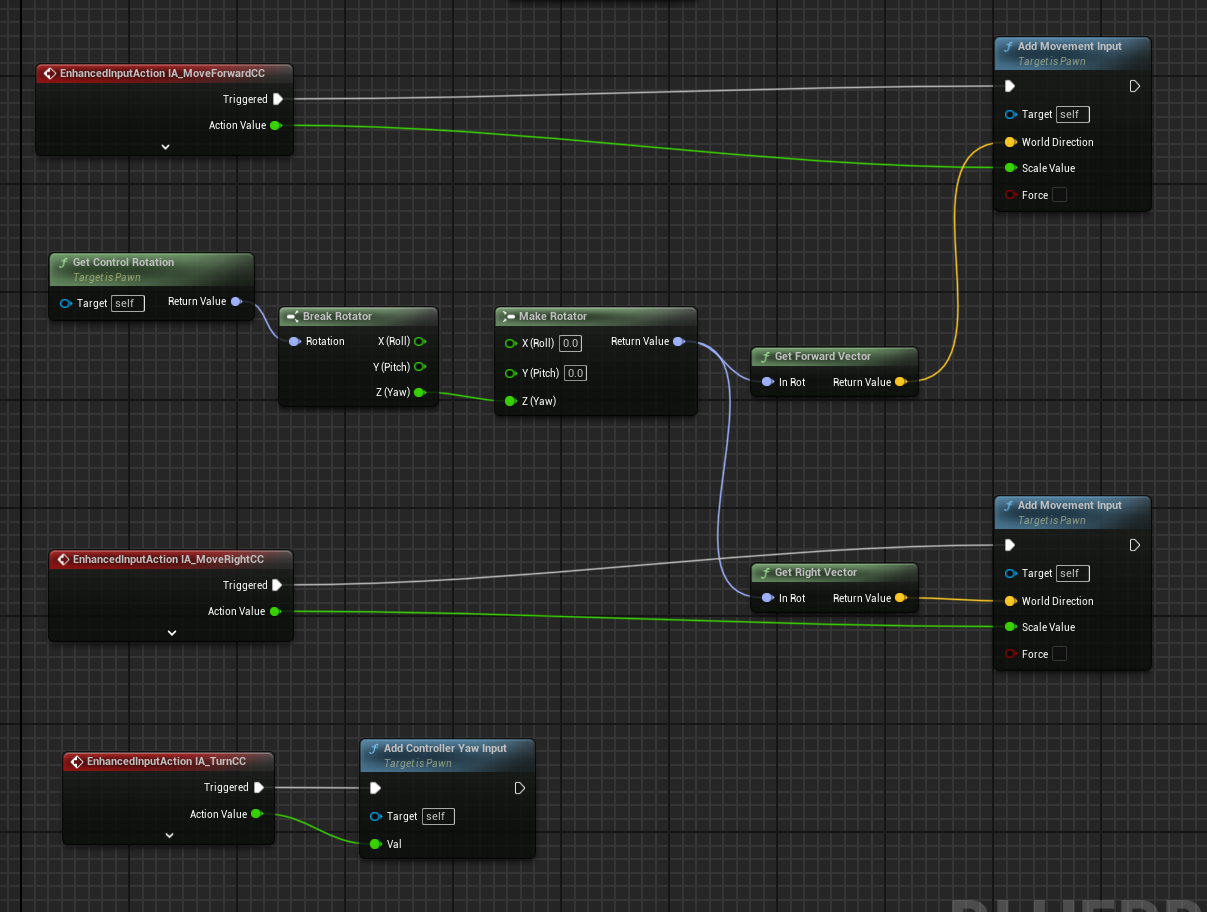 EnhancedInputAction IA_MoveForwardCC
Triggered
Action Value
Add Movement Input
Target is Pawn
Target self
World Direction
Scale Value
Force
Get Control Rotation
Target is Pawn
Target self Return Value
Break Rotator
Rotation X (Roll)
Y (Pitch)
Z (Yaw)
Make Rotator
X (Roll) 0.0 Return Value
Y (Pitch) 0.0
Z (Yaw)
Get Forward Vector
In Rot Return Value
EnhancedInputAction IA_MoveRightCC
Triggered
Action Value
Get Right Vector
In Rot Return Value
Add Movement Input
Target is Pawn
Target self
World Direction
Scale Value
Force
EnhancedInputAction IA_TurnCC
Triggered
Action Value
Add Controller Yaw Input
Target is Pawn
Target self
Val